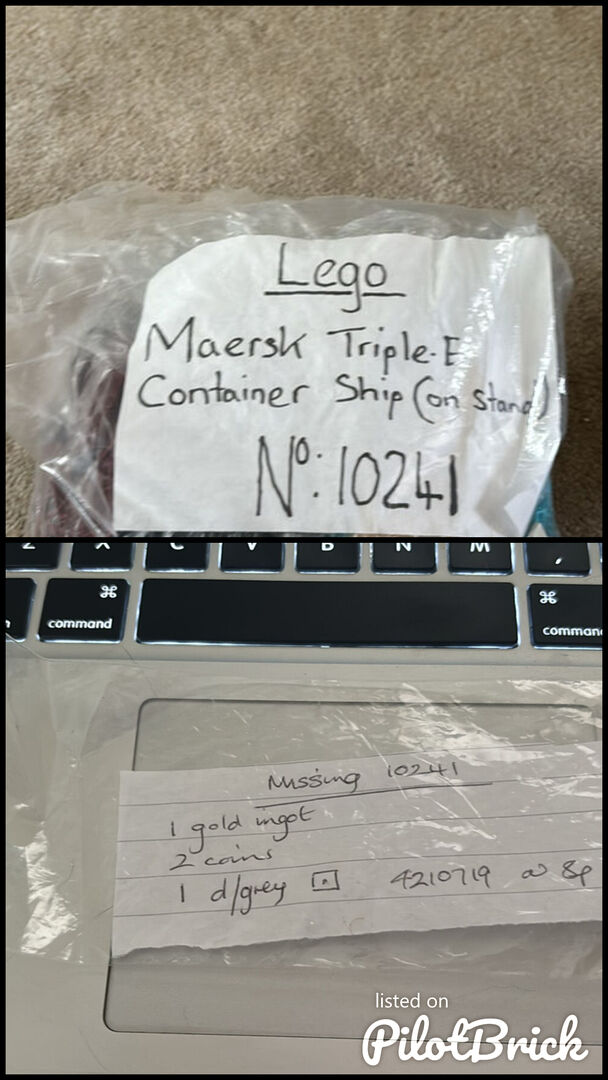 Lego
Maersk Triple-E
Container Ship (on stand)
Nº: 10241
Z X C V B N M ,
⌘ ⌘
command command
Missing 10241
1 gold ingot
2 coins
1 d/grey 4210719 @ 8p
listed on
PilotBrick